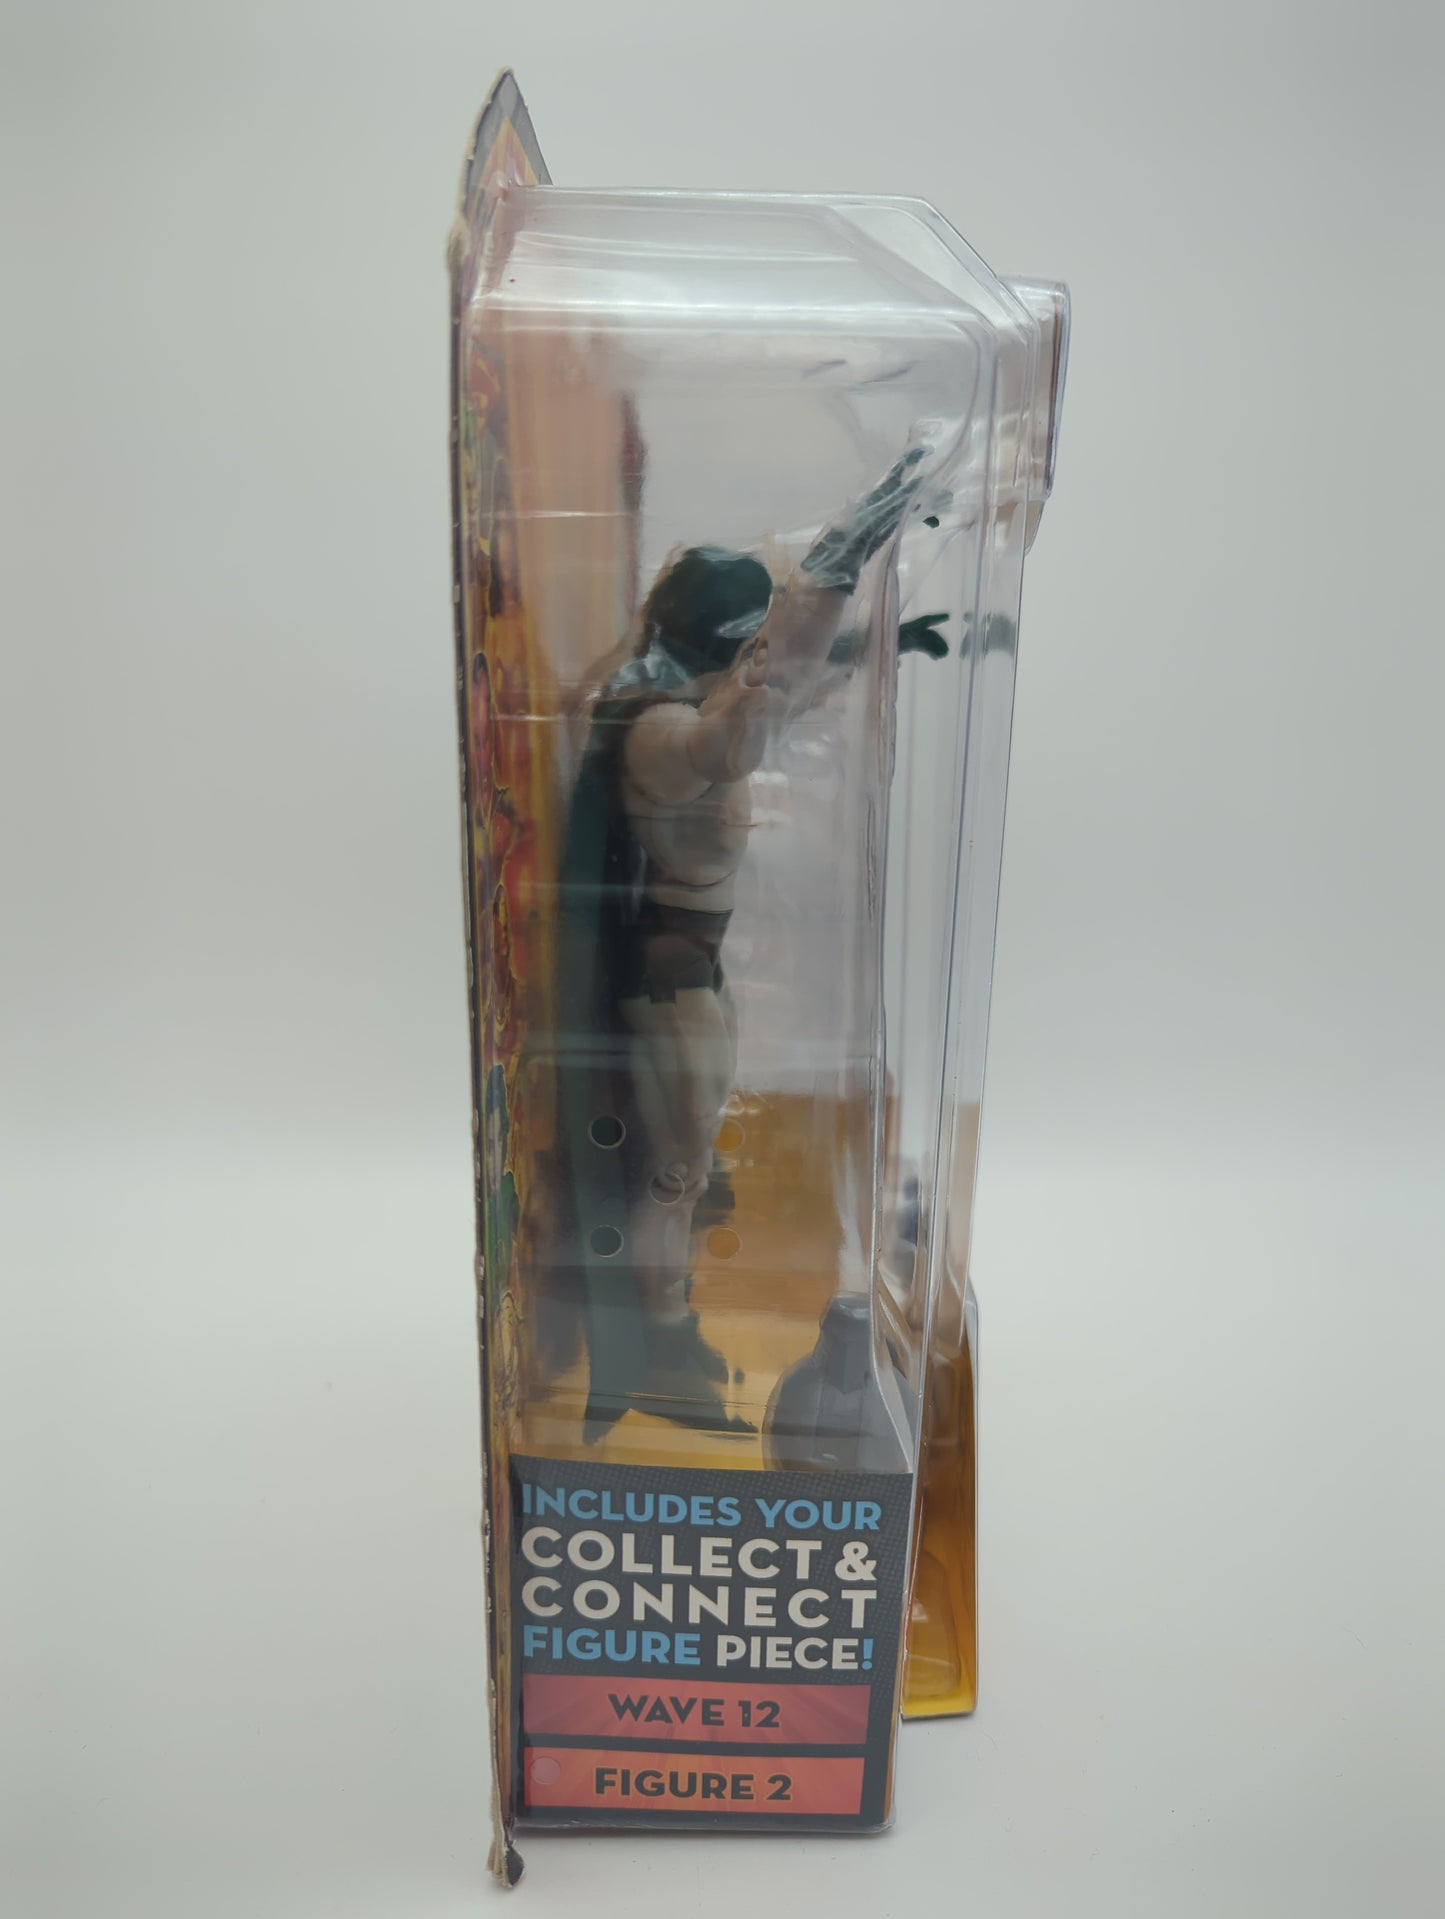 INCLUDES YOUR
COLLECT &
CONNECT
FIGURE PIECE!
WAVE 12
FIGURE 2